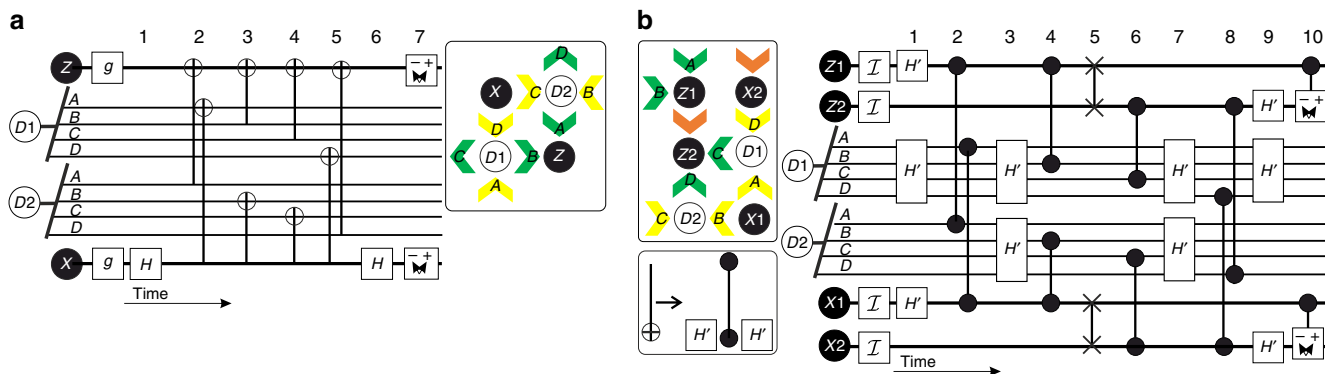 a
1 2 3 4 5 6 7
Z g − +
A
B
D1 C
D
A
D2 B
C
D
X g H H − +
Time
D
X C D2 B
D A
C D1 B Z
A
b
A
B Z1 X2
D
Z2 C D1
D A
C D2 B X1
H′ H′
1 2 3 4 5 6 7 8 9 10
Z1 I H′
Z2 I H′ − +
A
D1 B H′ H′ H′ H′
C
D
A
D2 B H′ H′
C
D
X1 I H′
X2 I H′ − +
Time